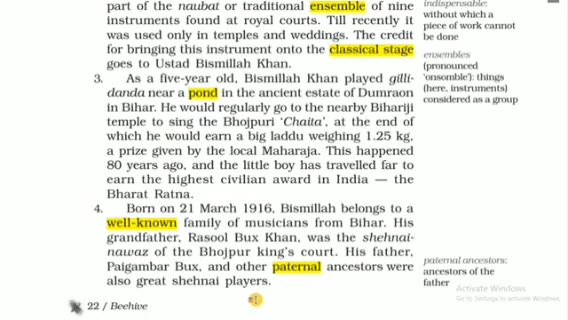 part of the naubat or traditional ensemble of nine
instruments found at royal courts. Till recently it
was used only in temples and weddings. The credit
for bringing this instrument onto the classical stage
goes to Ustad Bismillah Khan.
3. As a five-year old, Bismillah Khan played gilli-
danda near a pond in the ancient estate of Dumraon
in Bihar. He would regularly go to the nearby Bihariji
temple to sing the Bhojpuri ‘Chaita’, at the end of
which he would earn a big laddu weighing 1.25 kg,
a prize given by the local Maharaja. This happened
80 years ago, and the little boy has travelled far to
earn the highest civilian award in India — the
Bharat Ratna.
4. Born on 21 March 1916, Bismillah belongs to a
well-known family of musicians from Bihar. His
grandfather, Rasool Bux Khan, was the shehnai-
nawaz of the Bhojpur king’s court. His father,
Paigambar Bux, and other paternal ancestors were
also great shehnai players.
22 / Beehive
indispensable:
without which a
piece of work cannot
be done
ensembles
(pronounced
‘onsomble’): things
(here, instruments)
considered as a group
paternal ancestors:
ancestors of the
father
Activate Windows
Go to Settings to activate Windows.